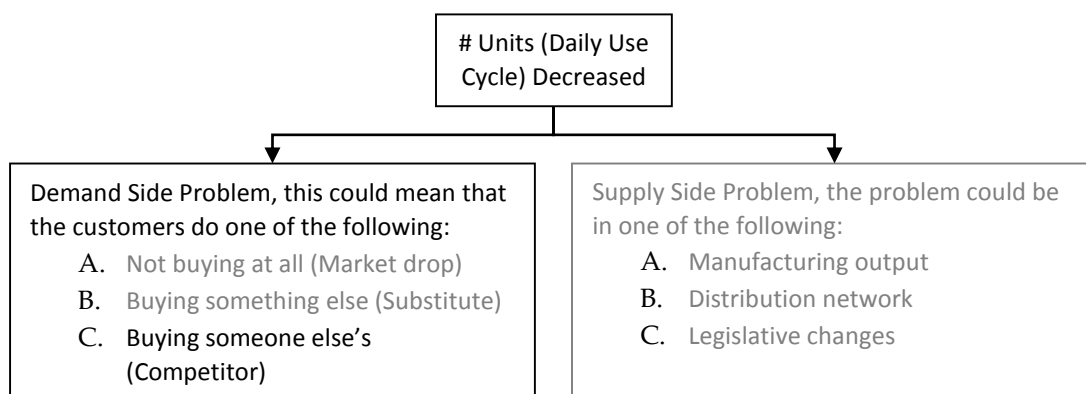 # Units (Daily Use
Cycle) Decreased
Demand Side Problem, this could mean that
the customers do one of the following:
A. Not buying at all (Market drop)
B. Buying something else (Substitute)
C. Buying someone else's
(Competitor)
Supply Side Problem, the problem could be
in one of the following:
A. Manufacturing output
B. Distribution network
C. Legislative changes